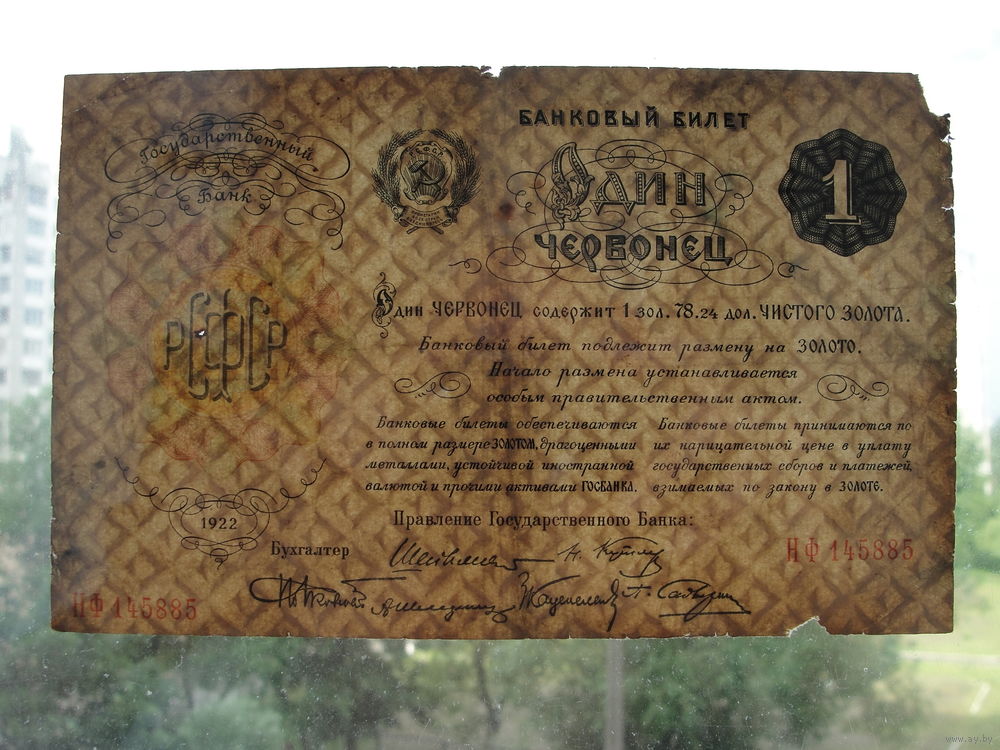 Государственный
Банк
РСФСР
1922
НФ 145885
БАНКОВЫЙ БИЛЕТ
Один
ЧЕРВОНЕЦ
1
Один ЧЕРВОНЕЦ содержит 1 зол. 78.24 дол. ЧИСТОГО ЗОЛОТА.
Банковый билет подлежит размену на ЗОЛОТО.
Начало размена устанавливается
особым правительственным актом.
Банковые билеты обеспечиваются
в полном размере ЗОЛОТОМ, драгоценными
металлами, устойчивой иностранной
валютой и прочими активами ГОСБАНКА.
Банковые билеты принимаются по
их нарицательной цене в уплату
государственных сборов и платежей,
взимаемых по закону в ЗОЛОТЕ.
Правление Государственного Банка:
Бухгалтер
НФ 145885
www.ay.by